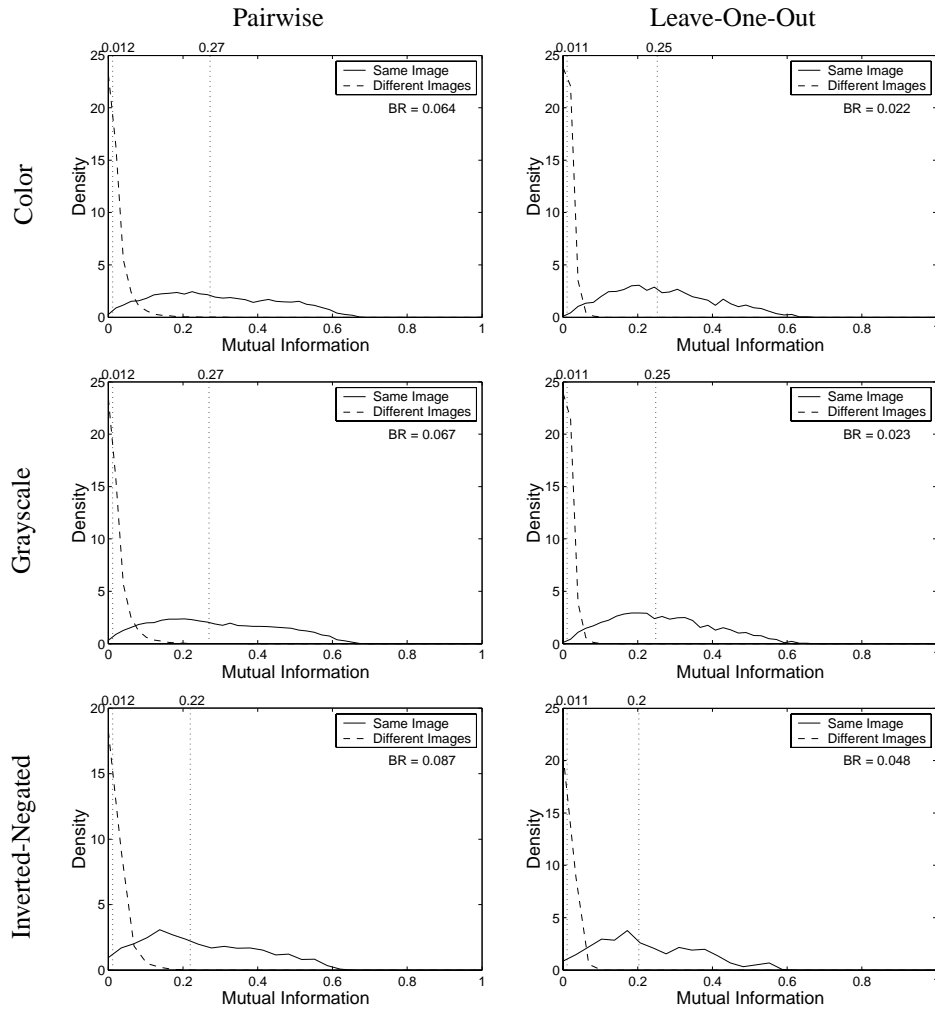 Pairwise
Leave-One-Out
Color
0.012 0.27
25
20
15
10
5
0
Density
Same Image
Different Images
BR = 0.064
0 0.2 0.4 0.6 0.8 1
Mutual Information
0.011 0.25
25
20
15
10
5
0
Density
Same Image
Different Images
BR = 0.022
0 0.2 0.4 0.6 0.8 1
Mutual Information
Grayscale
0.012 0.27
25
20
15
10
5
0
Density
Same Image
Different Images
BR = 0.067
0 0.2 0.4 0.6 0.8 1
Mutual Information
0.011 0.25
25
20
15
10
5
0
Density
Same Image
Different Images
BR = 0.023
0 0.2 0.4 0.6 0.8 1
Mutual Information
Inverted-Negated
0.012 0.22
20
15
10
5
0
Density
Same Image
Different Images
BR = 0.087
0 0.2 0.4 0.6 0.8 1
Mutual Information
0.011 0.2
25
20
15
10
5
0
Density
Same Image
Different Images
BR = 0.048
0 0.2 0.4 0.6 0.8 1
Mutual Information